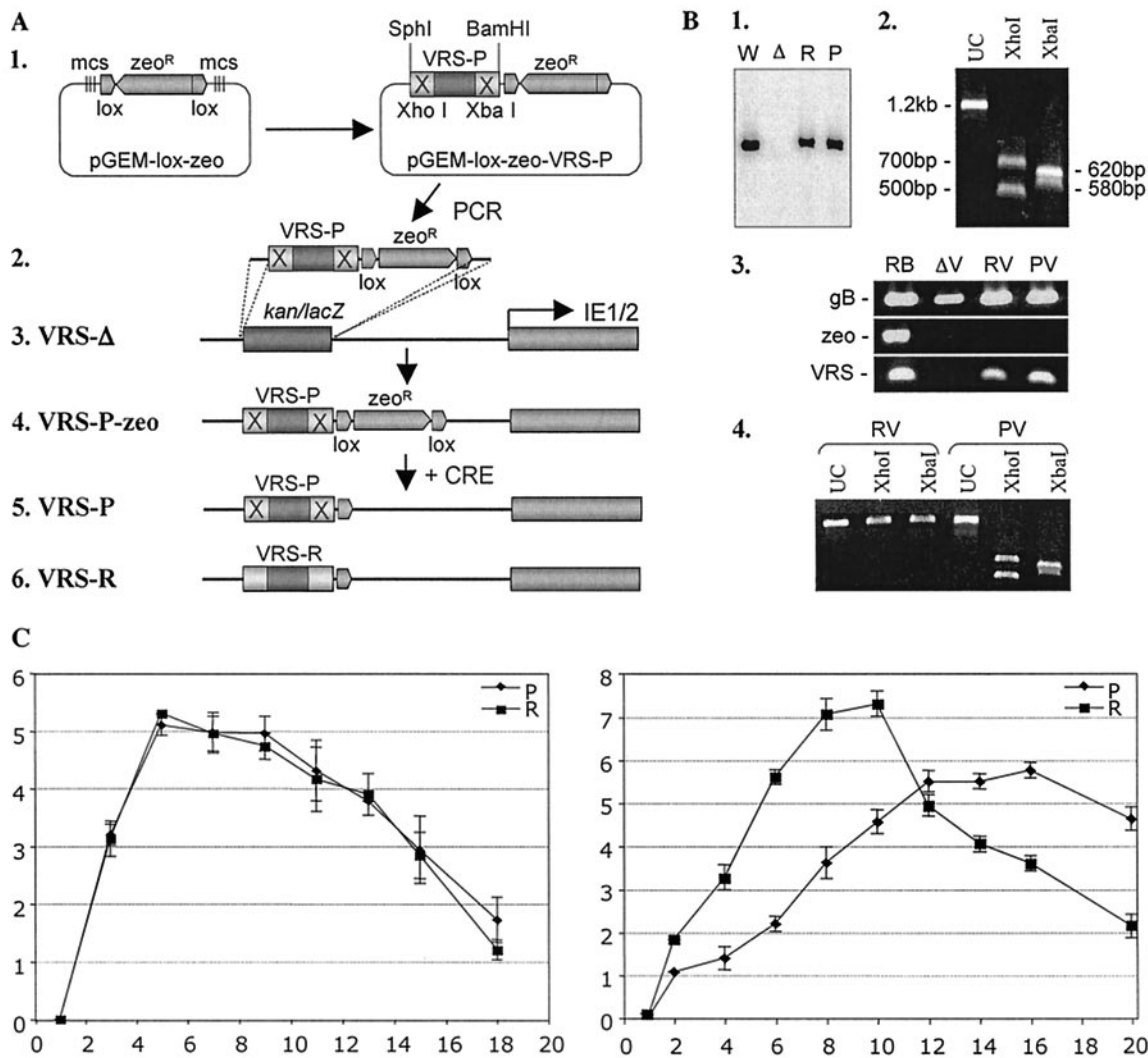 A
1.
mcs
zeoR
mcs
lox
lox
pGEM-lox-zeo
SphI
BamHI
VRS-P
zeoR
X
X
Xho I
Xba I
pGEM-lox-zeo-VRS-P
PCR
2.
VRS-P
zeoR
X
X
lox
lox
kan/lacZ
IE1/2
3. VRS-Δ
VRS-P
zeoR
4. VRS-P-zeo
X
X
lox
lox
+ CRE
VRS-P
5. VRS-P
X
X
VRS-R
6. VRS-R
B
1.
W Δ R P
2.
UC
XhoI
XbaI
1.2kb -
700bp -
500bp -
- 620bp
- 580bp
3.
RB ΔV RV PV
gB -
zeo -
VRS -
4.
RV
PV
UC
XhoI
XbaI
UC
XhoI
XbaI
C
P
R
6
5
4
3
2
1
0
0 2 4 6 8 10 12 14 16 18 20
P
R
8
7
6
5
4
3
2
1
0
0 2 4 6 8 10 12 14 16 18 20